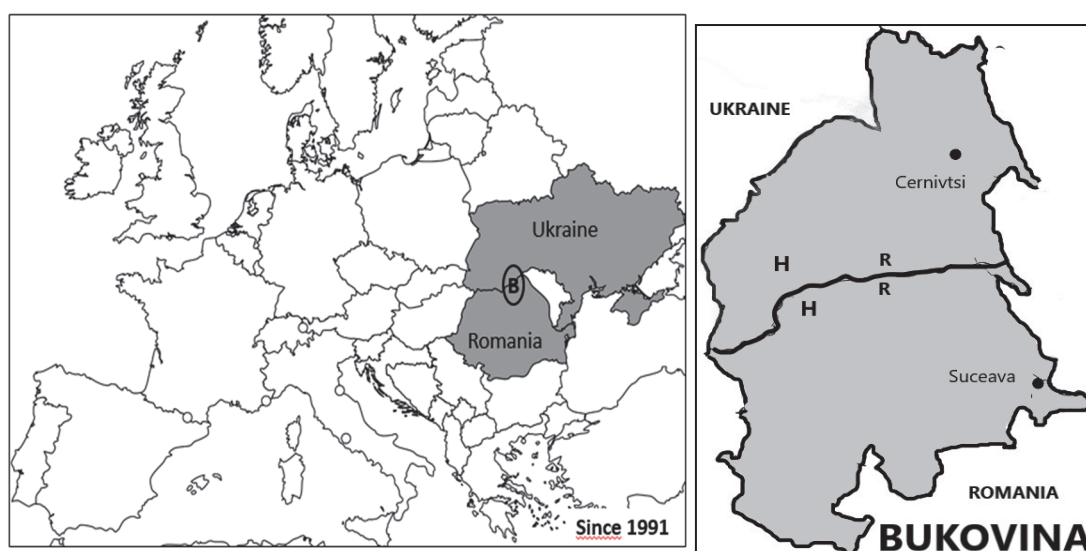 Ukraine
B
Romania
Since 1991
UKRAINE
Cernivtsi
H
R
R
H
Suceava
ROMANIA
BUKOVINA